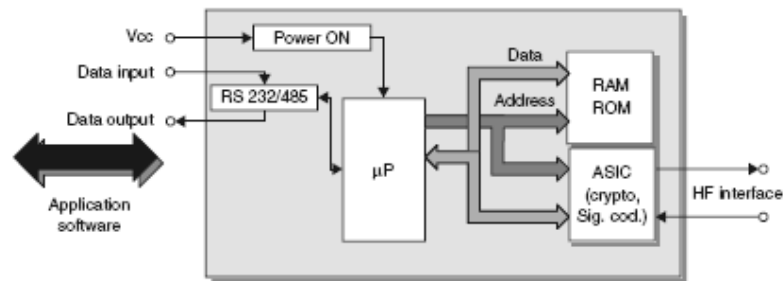 Vcc
Power ON
Data input
RS 232/485
Data output
Application
software
µP
Data
Address
RAM
ROM
ASIC
(crypto,
Sig. cod.)
HF interface